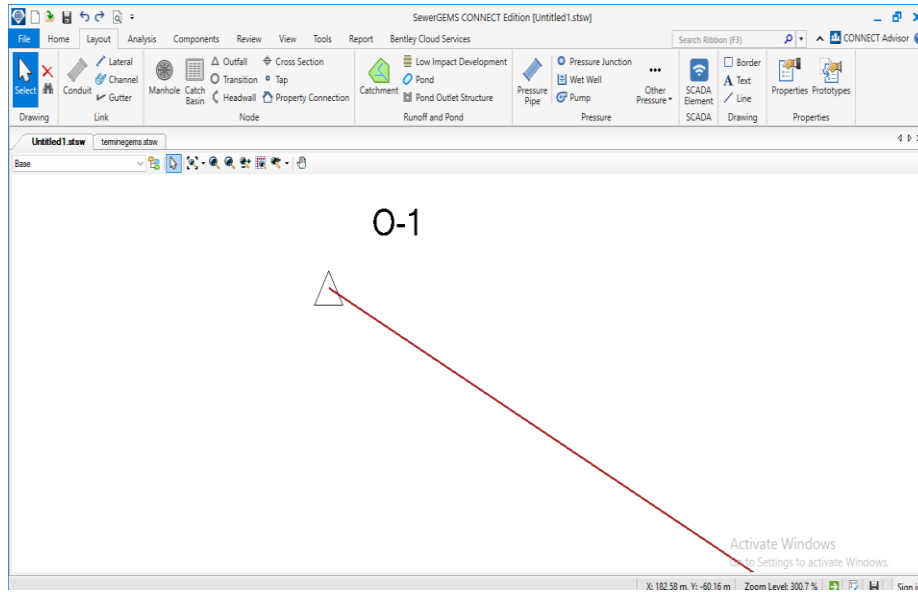 SewerGEMS CONNECT Edition [Untitled1.stsw]
File Home Layout Analysis Components Review View Tools Report Bentley Cloud Services Search Ribbon (F3) CONNECT Advisor
Select
Conduit
Lateral
Channel
Gutter
Manhole
Catch Basin
Outfall
Transition
Headwall
Cross Section
Tap
Property Connection
Catchment
Low Impact Development
Pond
Pond Outlet Structure
Pressure Pipe
Pressure Junction
Wet Well
Pump
Other Pressure
SCADA Element
Border
Text
Line
Properties
Prototypes
Drawing Link Node Runoff and Pond Pressure SCADA Drawing Properties
Untitled1.stsw terminegems.stsw
Base
O-1
Activate Windows
Go to Settings to activate Windows.
X: 182.58 m, Y: -60.16 m Zoom Level: 300.7 % Sign in